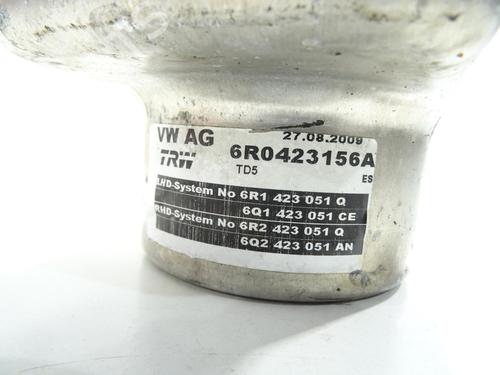 VW AG 27.08.2009
TRW 6R0423156A
TD5 ES
LHD-System No 6R1 423 051 Q
6Q1 423 051 CE
RHD-System No 6R2 423 051 Q
6Q2 423 051 AN